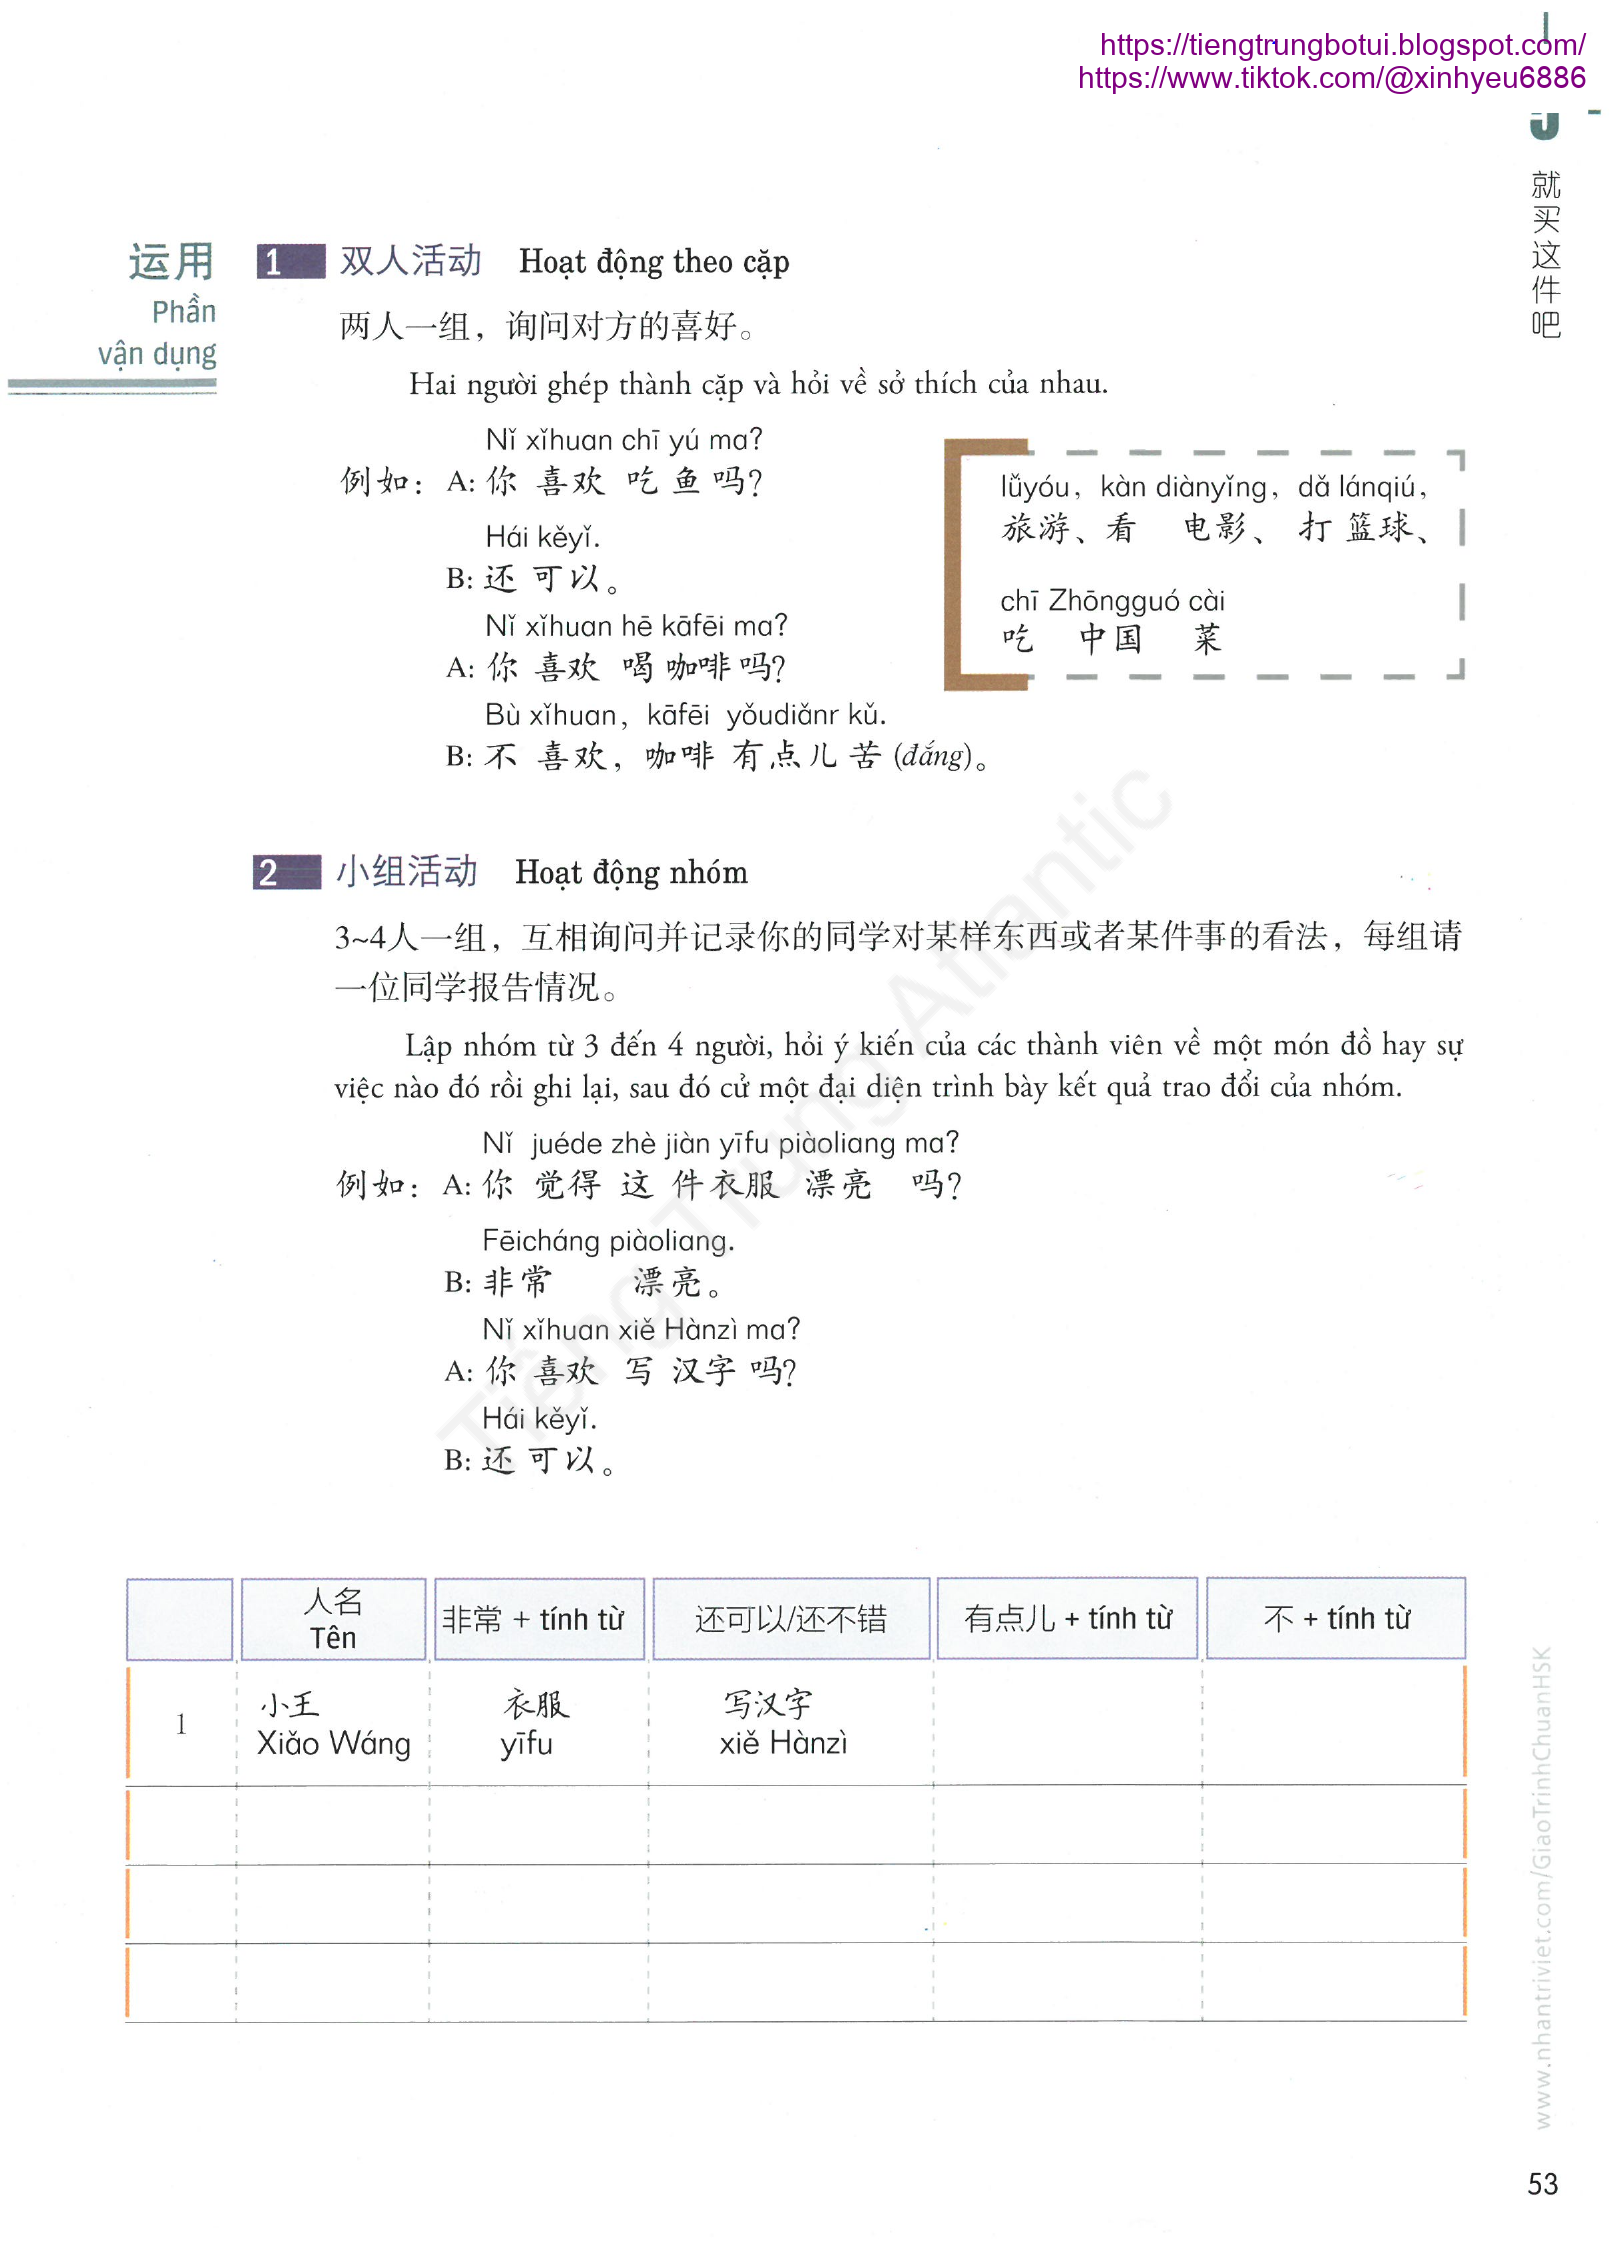 https://tiengtrungbotui.blogspot.com/
https://www.tiktok.com/@xinhyeu6886
就买这件吧
运用
Phần
vận dụng
1 双人活动 Hoạt động theo cặp
两人一组，询问对方的喜好。
Hai người ghép thành cặp và hỏi về sở thích của nhau.
Nǐ xǐhuan chī yú ma?
例如：A: 你 喜欢 吃 鱼 吗?
Hái kěyǐ.
B: 还 可以。
Nǐ xǐhuan hē kāfēi ma?
A: 你 喜欢 喝 咖啡 吗?
Bù xǐhuan, kāfēi yǒudiǎnr kǔ.
B: 不 喜欢，咖啡 有点儿 苦 (đắng)。
lǚyóu, kàn diànyǐng, dǎ lánqiú,
旅游、看 电影、打 篮球、
chī Zhōngguó cài
吃 中国 菜
2 小组活动 Hoạt động nhóm
3~4人一组，互相询问并记录你的同学对某样东西或者某件事的看法，每组请
一位同学报告情况。
Lập nhóm từ 3 đến 4 người, hỏi ý kiến của các thành viên về một món đồ hay sự
việc nào đó rồi ghi lại, sau đó cử một đại diện trình bày kết quả trao đổi của nhóm.
Nǐ juéde zhè jiàn yīfu piàoliang ma?
例如：A: 你 觉得 这 件 衣服 漂亮 吗?
Fēicháng piàoliang.
B: 非常 漂亮。
Nǐ xǐhuan xiě Hànzì ma?
A: 你 喜欢 写 汉字 吗?
Hái kěyǐ.
B: 还 可以。
Tiếng Trung Atlantic
人名
Tên
非常 + tính từ
还可以/还不错
有点儿 + tính từ
不 + tính từ
1
小王
Xiǎo Wáng
衣服
yīfu
写汉字
xiě Hànzì
www.nhantriviet.com/GiaoTrinhChuanHSK
53